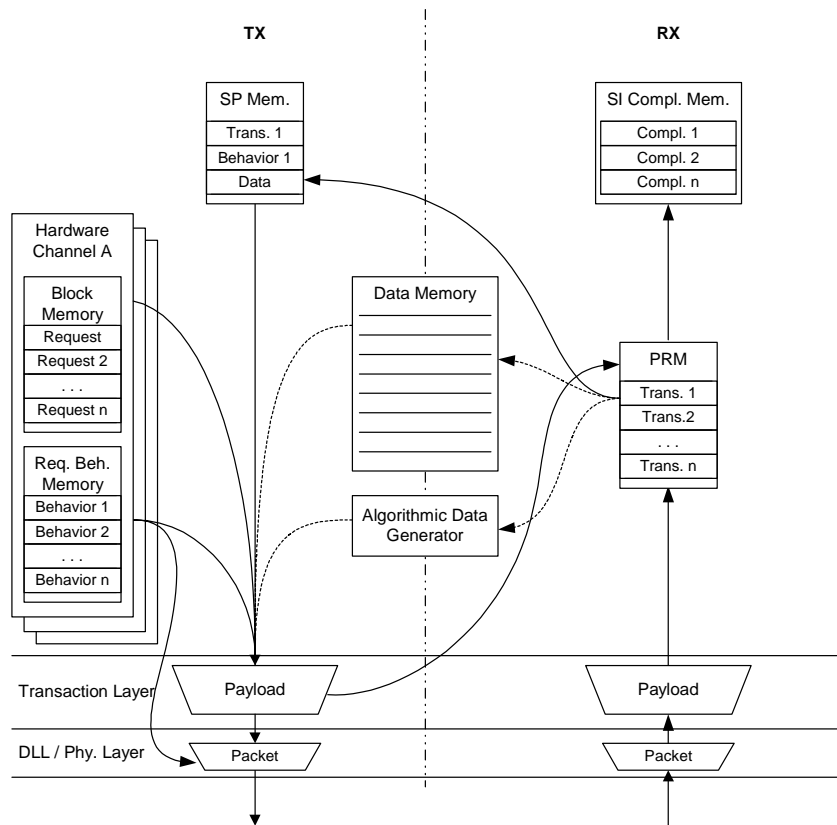 TX
RX
SP Mem.
Trans. 1
Behavior 1
Data
SI Compl. Mem.
Compl. 1
Compl. 2
Compl. n
Hardware
Channel A
Block
Memory
Request
Request 2
. . .
Request n
Req. Beh.
Memory
Behavior 1
Behavior 2
. . .
Behavior n
Data Memory
Algorithmic Data
Generator
PRM
Trans. 1
Trans.2
. . .
Trans. n
Transaction Layer
Payload
Payload
DLL / Phy. Layer
Packet
Packet